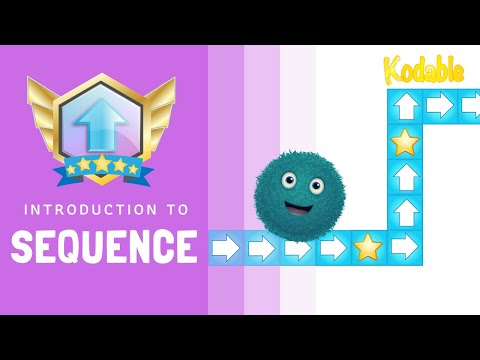 Kodable
INTRODUCTION TO
SEQUENCE